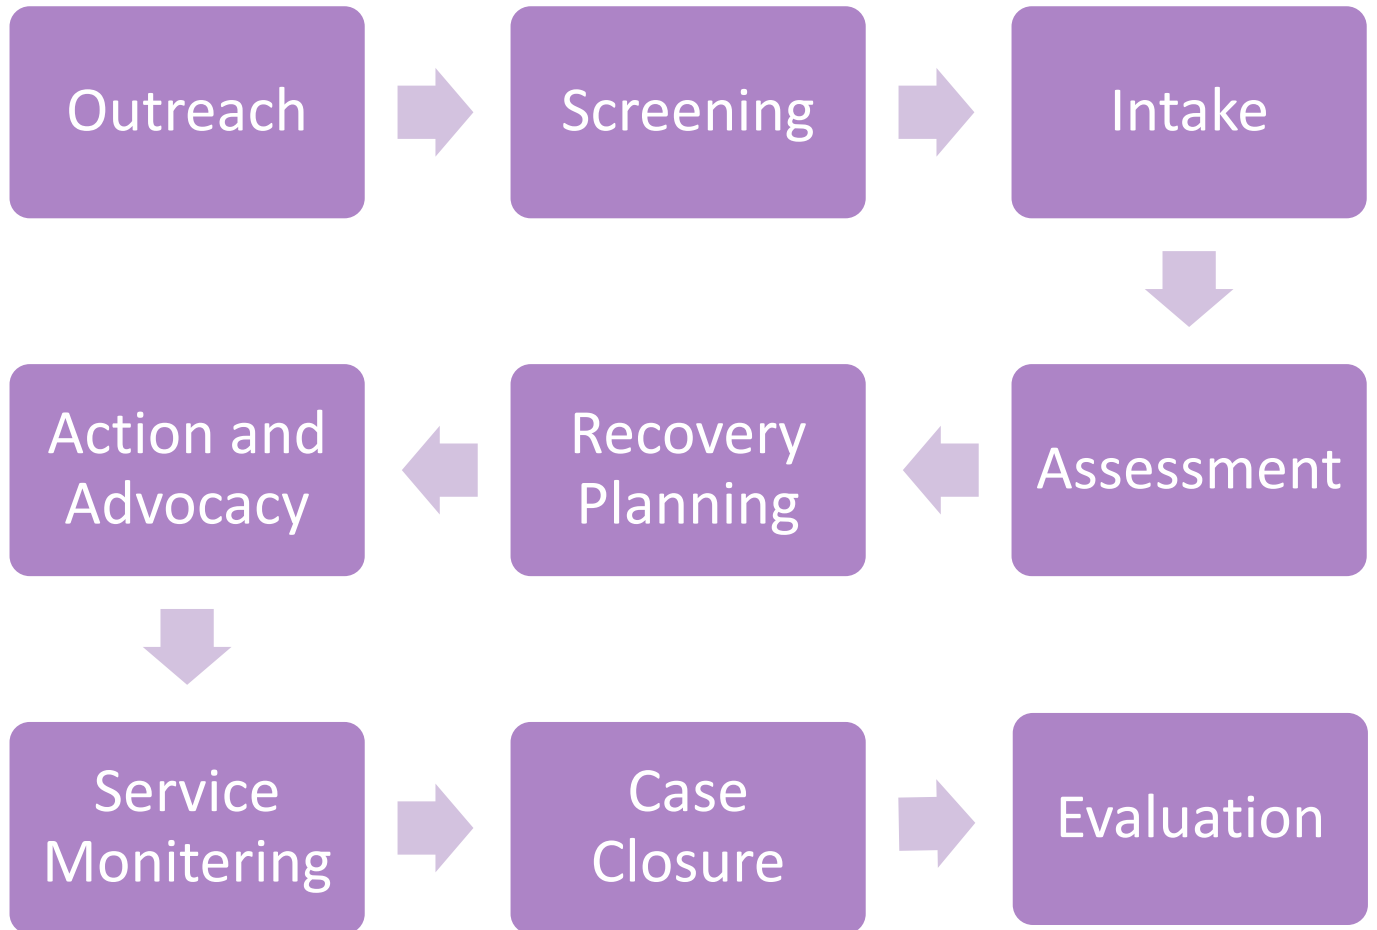 Outreach
Screening
Intake
Assessment
Recovery
Planning
Action and
Advocacy
Service
Monitering
Case
Closure
Evaluation